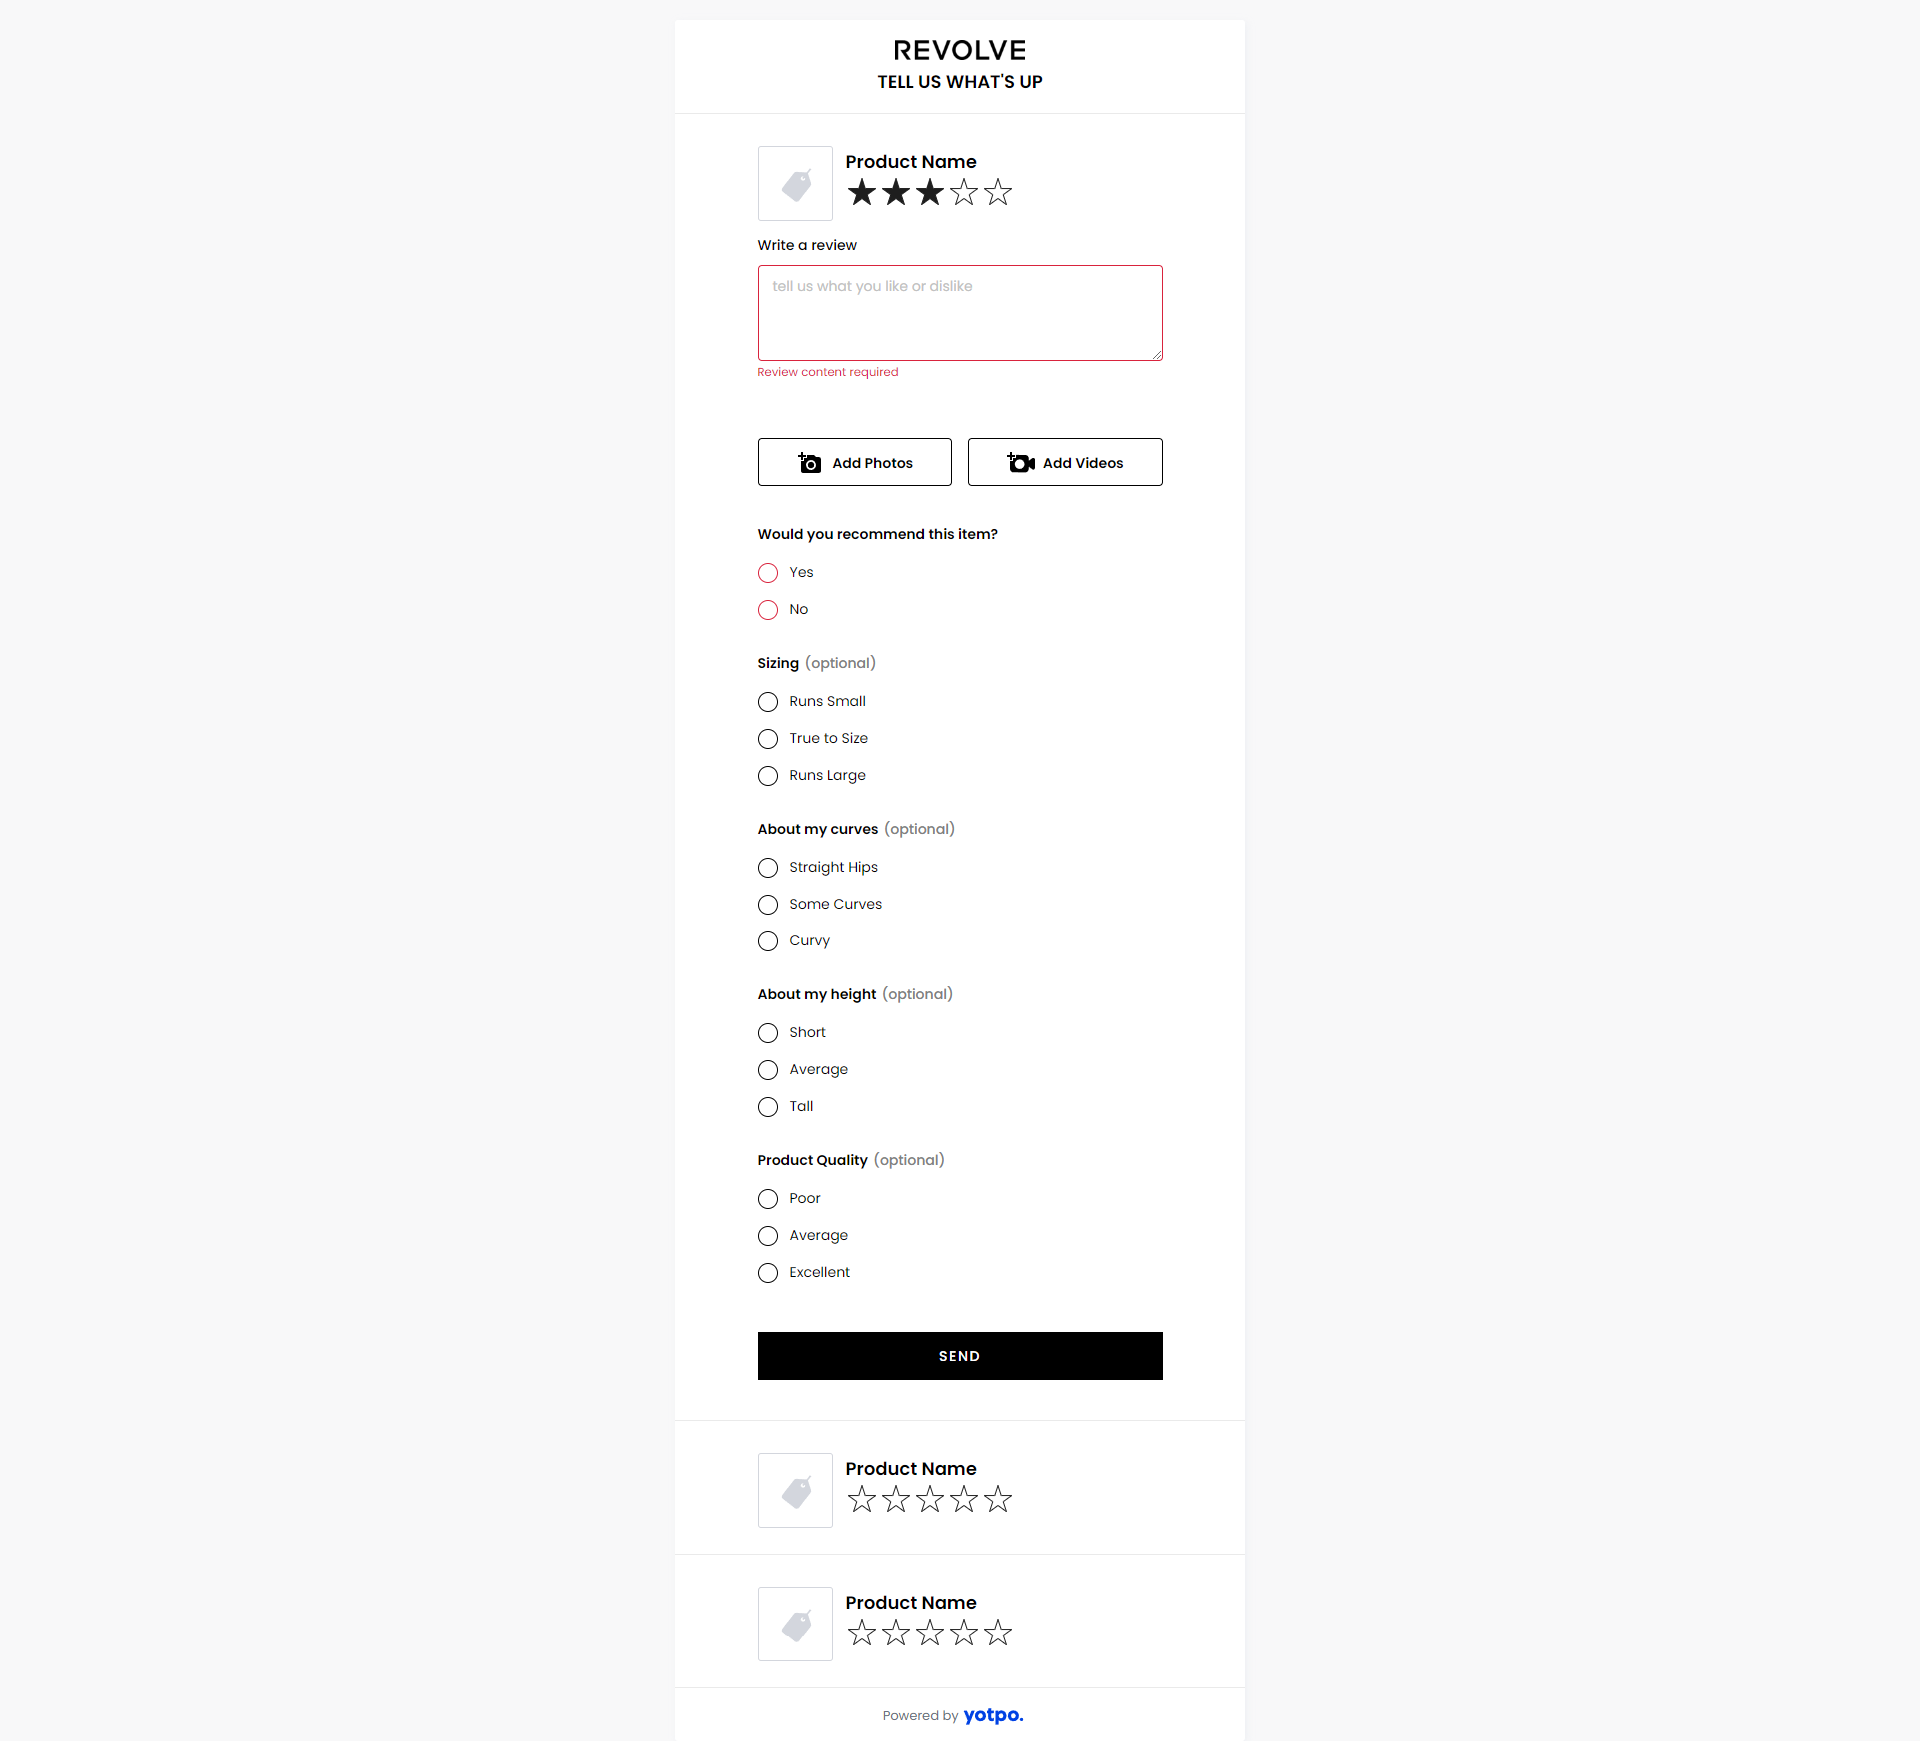 REVOLVE
TELL US WHAT'S UP
Product Name
Write a review
tell us what you like or dislike
Review content required
Add Photos
Add Videos
Would you recommend this item?
Yes
No
Sizing (optional)
Runs Small
True to Size
Runs Large
About my curves (optional)
Straight Hips
Some Curves
Curvy
About my height (optional)
Short
Average
Tall
Product Quality (optional)
Poor
Average
Excellent
SEND
Product Name
Product Name
Powered by yotpo.